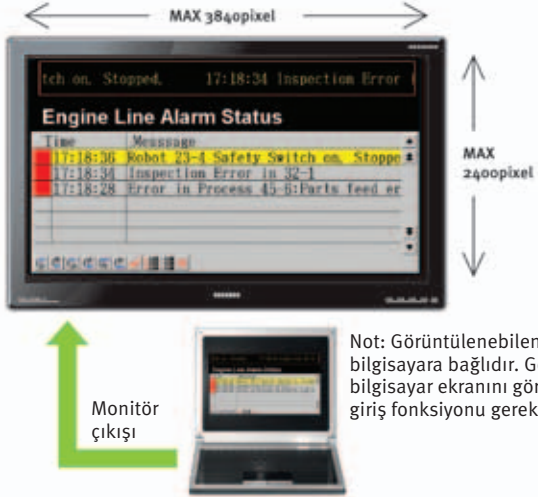 MAX 3840pixel
tch on, Stopped. 17:18:34 Inspection Error
Engine Line Alarm Status
Time Messsage
17:18:36 Robot 23-4 Safety Switch on, Stoppe
17:18:34 Inspection Error in 32-1
17:18:28 Error in Process 45-6:Parts feed er
MAX
2400pixel
Not: Görüntülenebilen
bilgisayara bağlıdır. Ge
bilgisayar ekranını gör
giriş fonksiyonu gerek
Monitör
çıkışı